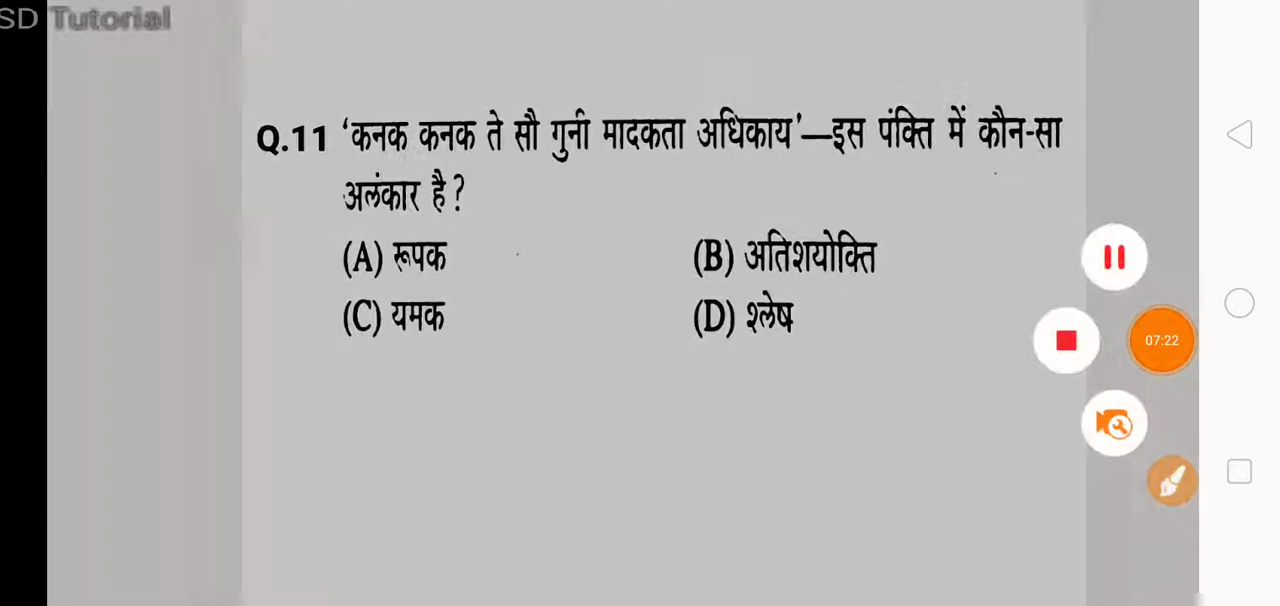 SD Tutorial
Q.11 ‘कनक कनक ते सौ गुनी मादकता अधिकाय’—इस पंक्ति में कौन-सा
अलंकार है?
(A) रूपक (B) अतिशयोक्ति
(C) यमक (D) श्लेष
07:22